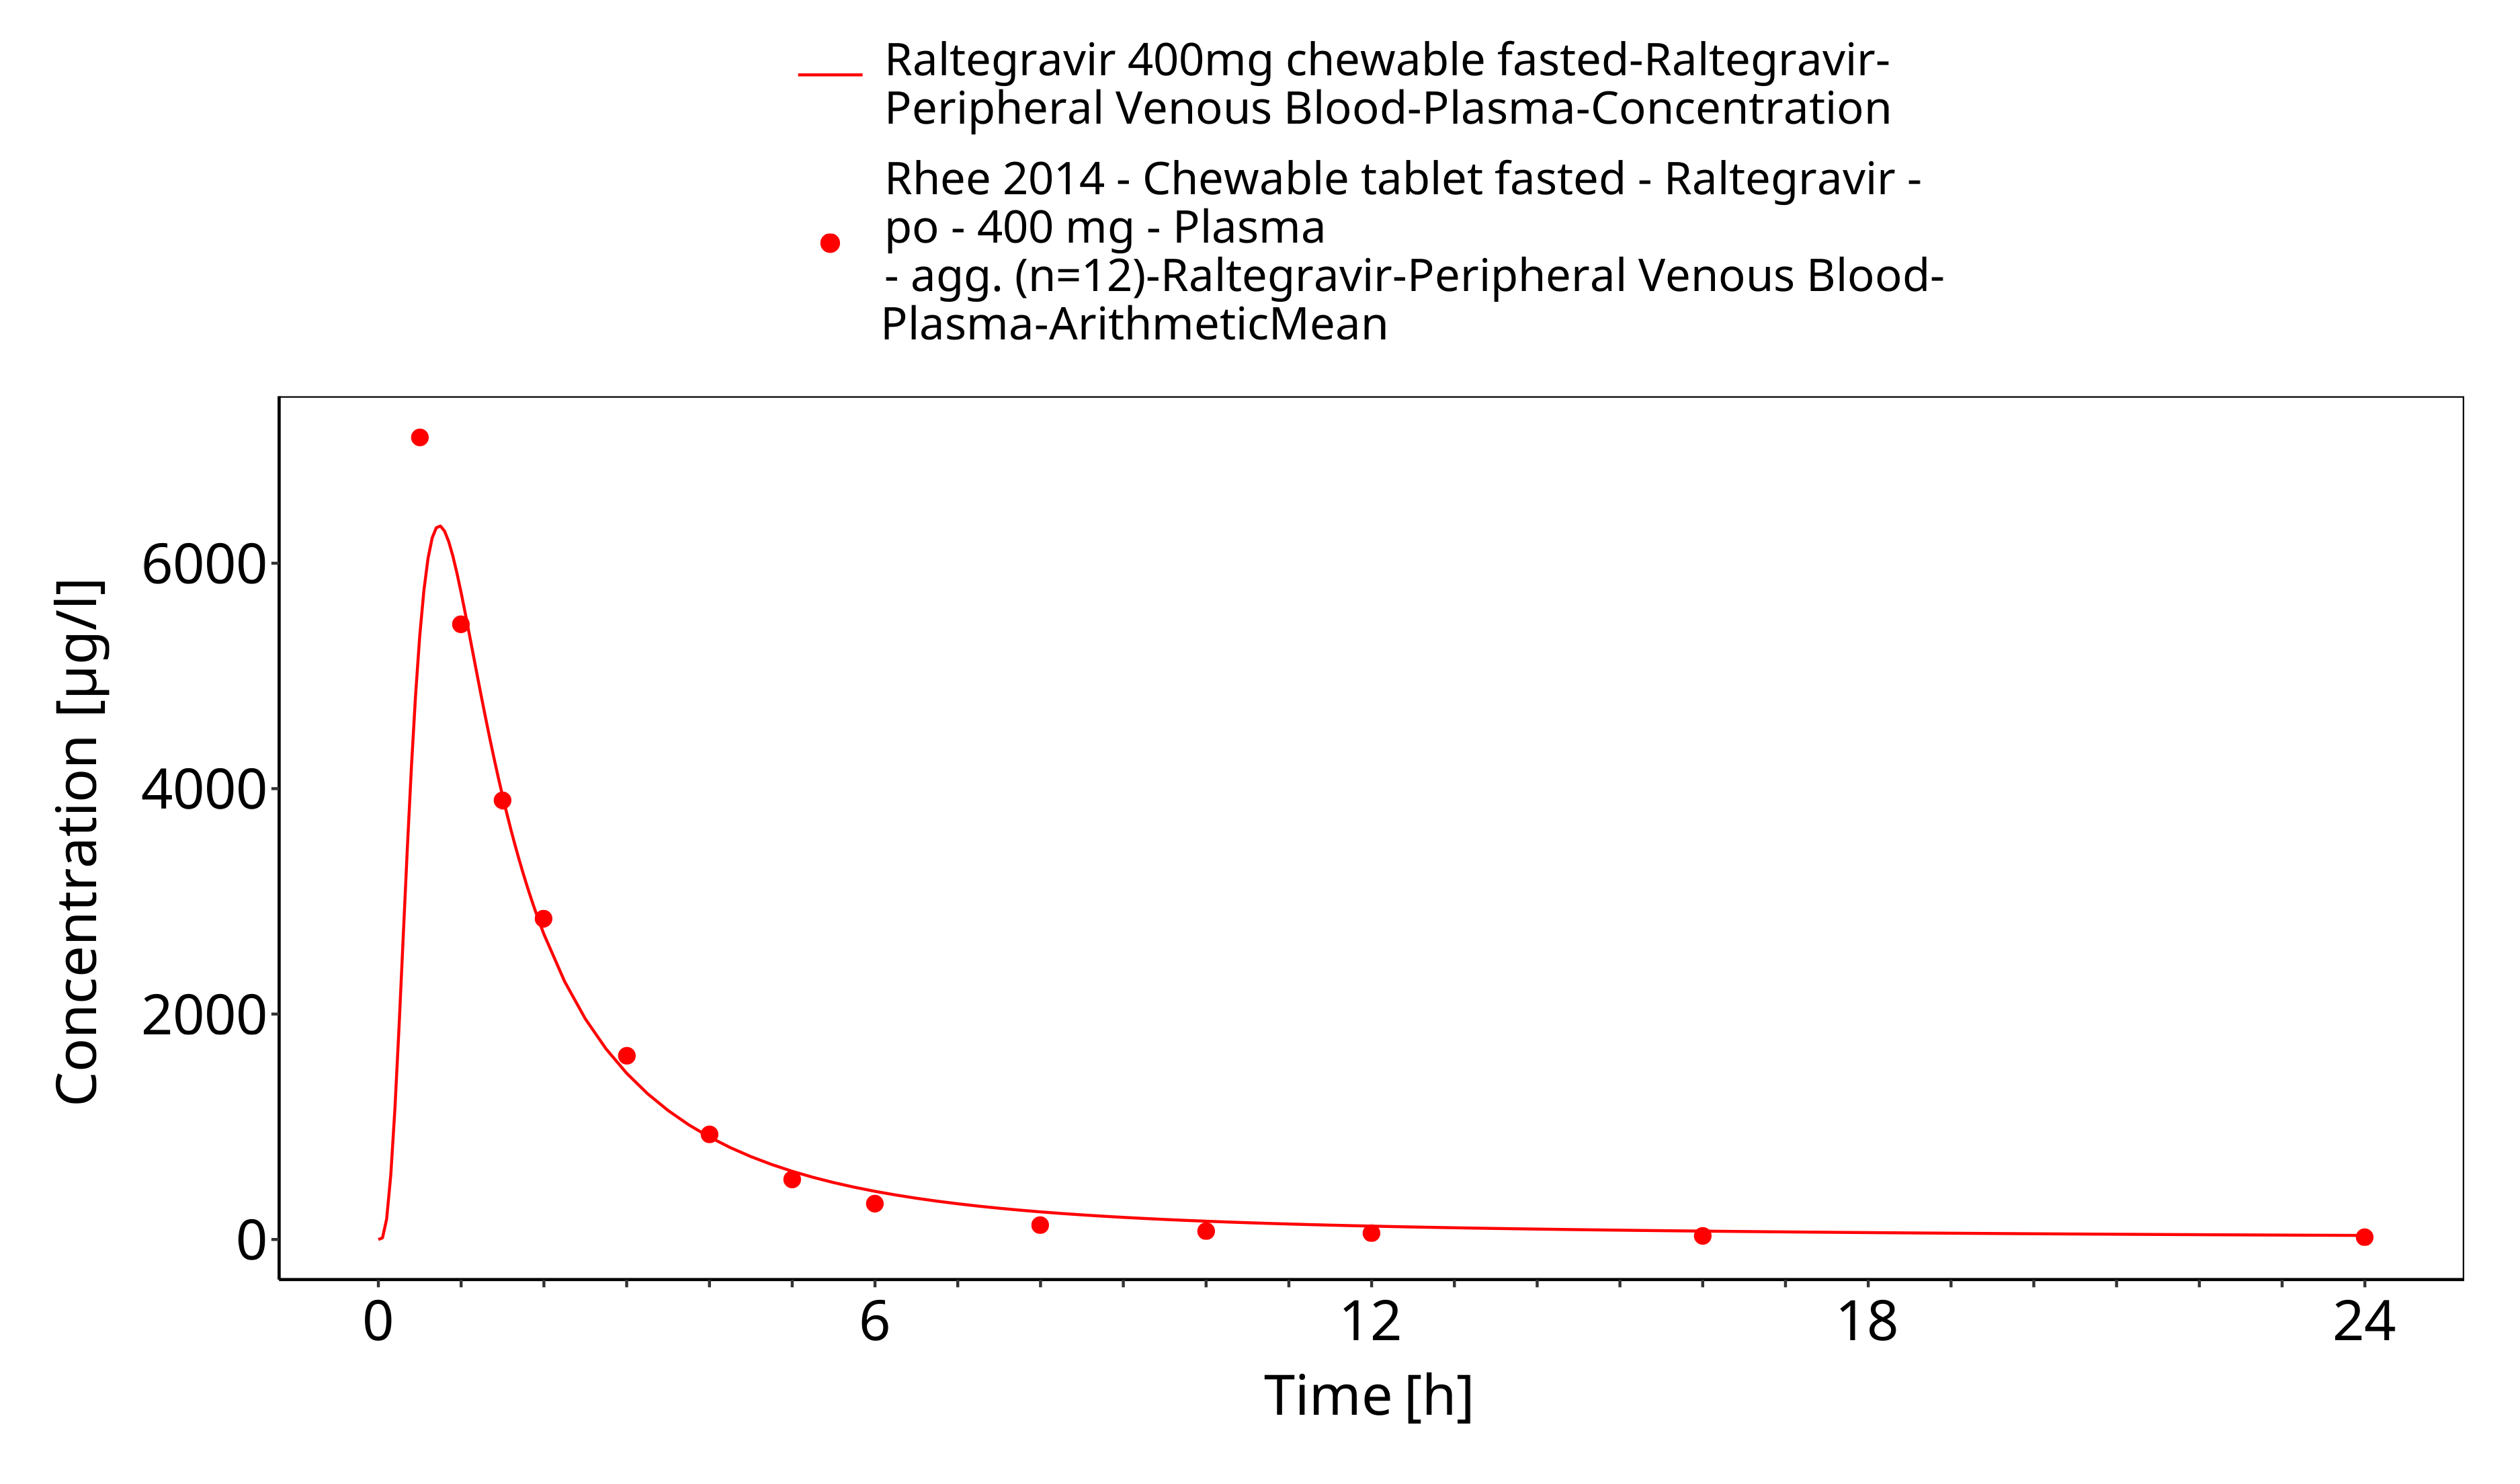 Raltegravir 400mg chewable fasted-Raltegravir-
Peripheral Venous Blood-Plasma-Concentration
Rhee 2014 - Chewable tablet fasted - Raltegravir -
po - 400 mg - Plasma
- agg. (n=12)-Raltegravir-Peripheral Venous Blood-
Plasma-ArithmeticMean
Concentration [µg/l]
6000
4000
2000
0
0 6 12 18 24
Time [h]